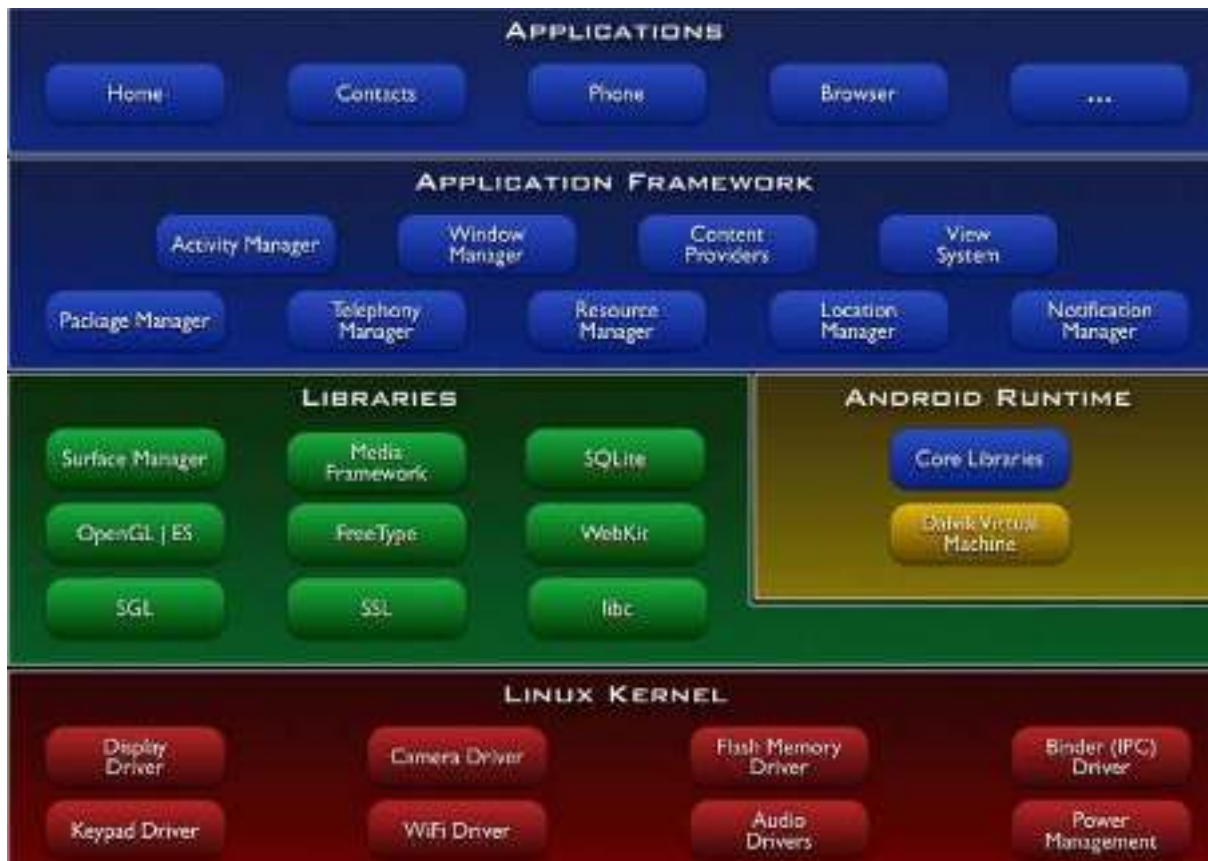 APPLICATIONS
Home
Contacts
Phone
Browser
...
APPLICATION FRAMEWORK
Activity Manager
Window
Manager
Content
Providers
View
System
Package Manager
Telephony
Manager
Resource
Manager
Location
Manager
Notification
Manager
LIBRARIES
Surface Manager
Media
Framework
SQLite
OpenGL | ES
FreeType
WebKit
SGL
SSL
libc
ANDROID RUNTIME
Core Libraries
Dalvik Virtual
Machine
LINUX KERNEL
Display
Driver
Camera Driver
Flash Memory
Driver
Binder (IPC)
Driver
Keypad Driver
WiFi Driver
Audio
Drivers
Power
Management